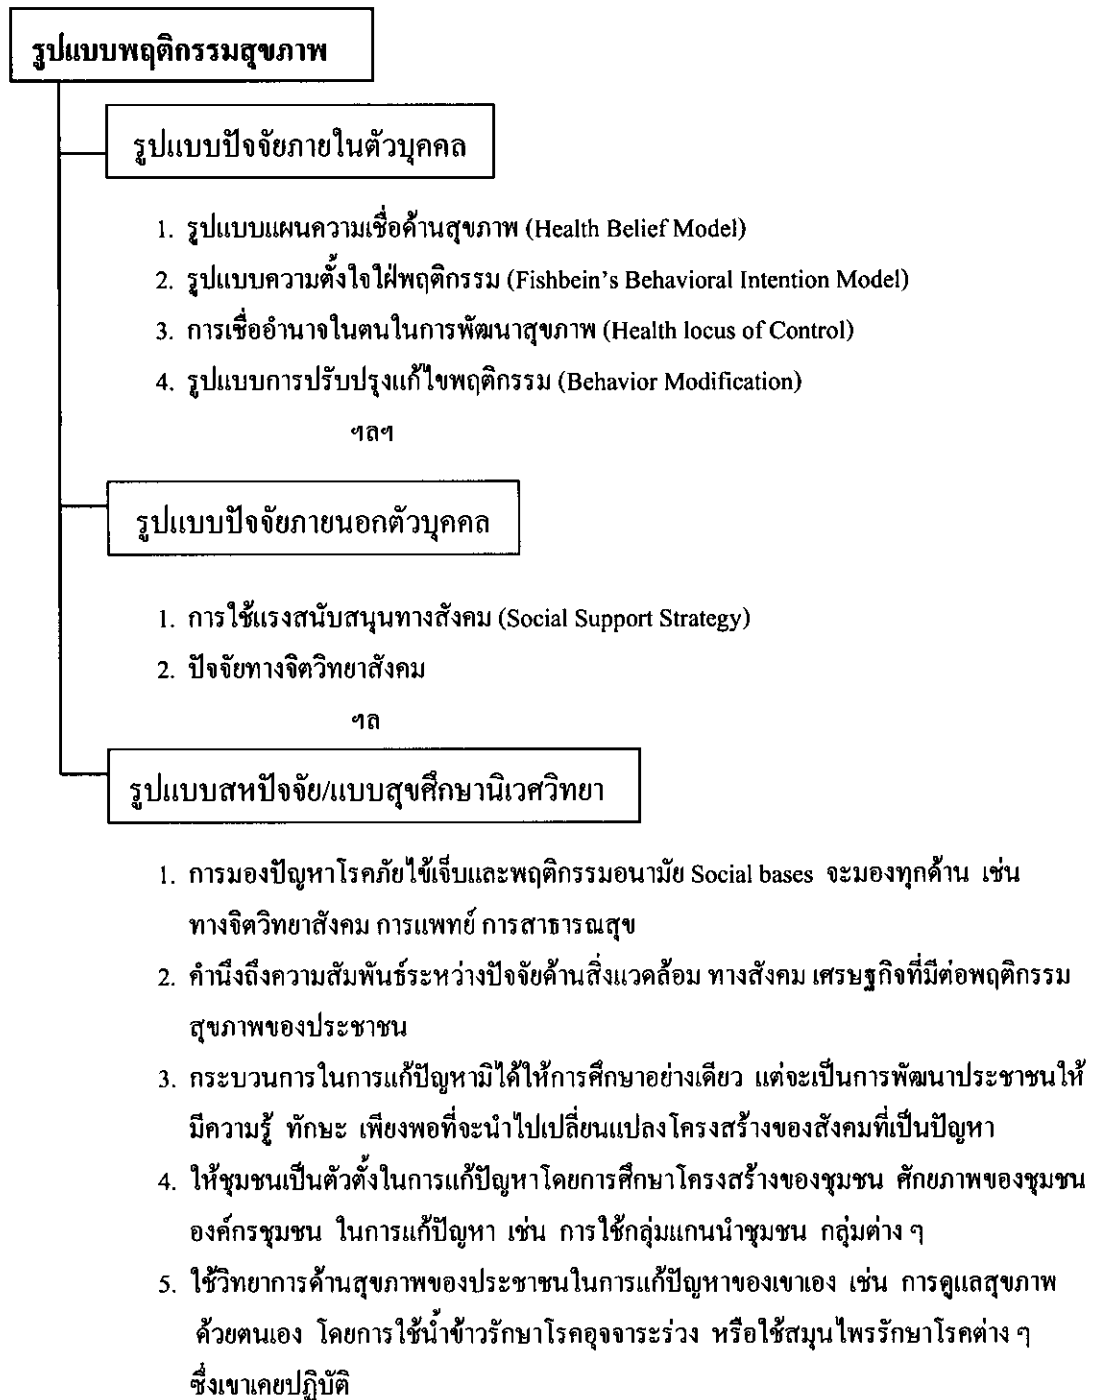 รูปแบบพฤติกรรมสุขภาพ
รูปแบบปัจจัยภายในตัวบุคคล
1. รูปแบบแผนความเชื่อด้านสุขภาพ (Health Belief Model)
2. รูปแบบความตั้งใจใฝ่พฤติกรรม (Fishbein's Behavioral Intention Model)
3. การเชื่ออำนาจในตนในการพัฒนาสุขภาพ (Health locus of Control)
4. รูปแบบการปรับปรุงแก้ไขพฤติกรรม (Behavior Modification)
ฯลฯ
รูปแบบปัจจัยภายนอกตัวบุคคล
1. การใช้แรงสนับสนุนทางสังคม (Social Support Strategy)
2. ปัจจัยทางจิตวิทยาสังคม
ฯล
รูปแบบสหปัจจัย/แบบสุขศึกษานิเวศวิทยา
1. การมองปัญหาโรคภัยไข้เจ็บและพฤติกรรมอนามัย Social bases จะมองทุกด้าน เช่น
ทางจิตวิทยาสังคม การแพทย์ การสาธารณสุข
2. คำนึงถึงความสัมพันธ์ระหว่างปัจจัยด้านสิ่งแวดล้อม ทางสังคม เศรษฐกิจที่มีต่อพฤติกรรม
สุขภาพของประชาชน
3. กระบวนการในการแก้ปัญหามิได้ให้การศึกษาอย่างเดียว แต่จะเป็นการพัฒนาประชาชนให้
มีความรู้ ทักษะ เพียงพอที่จะนำไปเปลี่ยนแปลงโครงสร้างของสังคมที่เป็นปัญหา
4. ให้ชุมชนเป็นตัวตั้งในการแก้ปัญหาโดยการศึกษาโครงสร้างของชุมชน ศักยภาพของชุมชน
องค์กรชุมชน ในการแก้ปัญหา เช่น การใช้กลุ่มแกนนำชุมชน กลุ่มต่าง ๆ
5. ใช้วิทยาการด้านสุขภาพของประชาชนในการแก้ปัญหาของเขาเอง เช่น การดูแลสุขภาพ
ด้วยตนเอง โดยการใช้น้ำข้าวรักษาโรคอุจจาระร่วง หรือใช้สมุนไพรรักษาโรคต่าง ๆ
ซึ่งเขาเคยปฏิบัติ